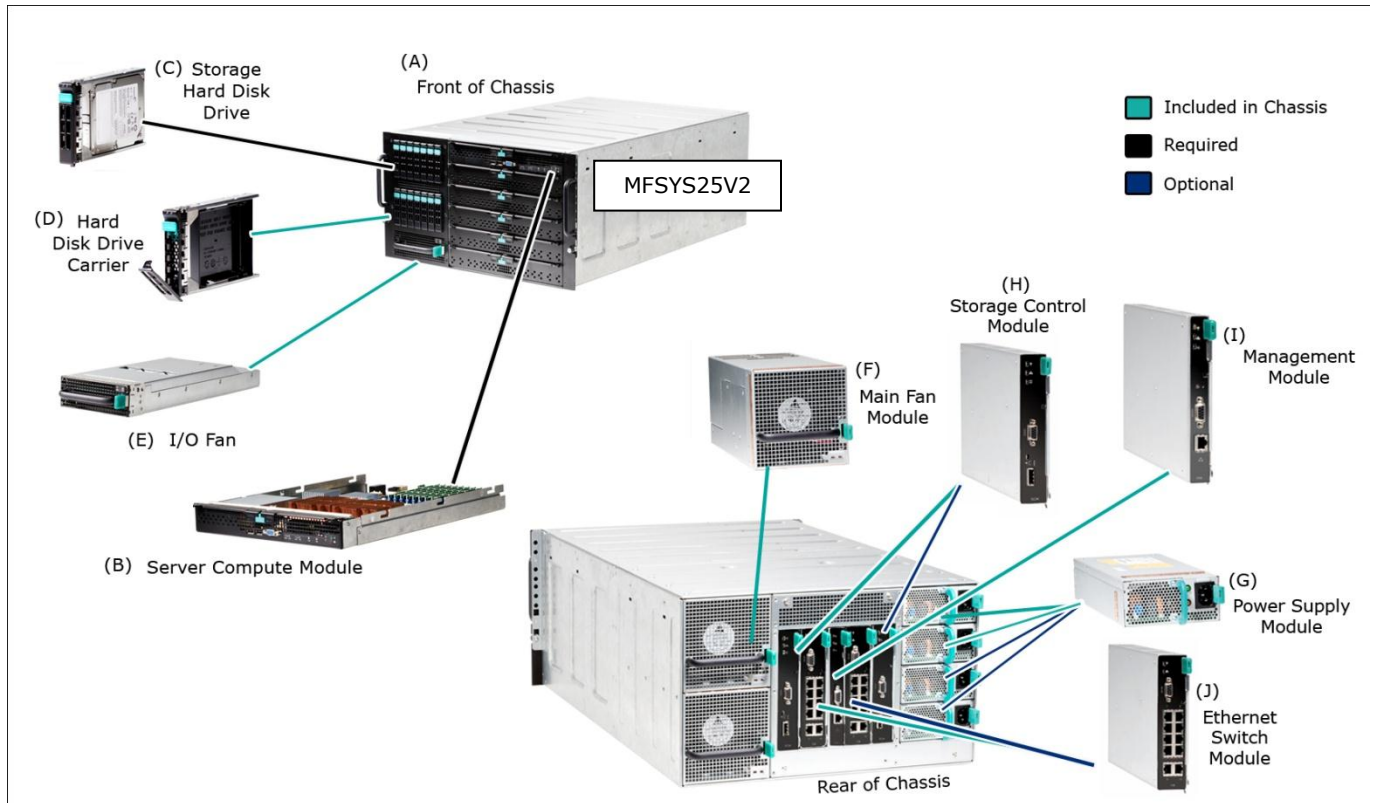 (C) Storage
Hard Disk
Drive
(A)
Front of Chassis
Included in Chassis
Required
Optional
MFSYS25V2
(D) Hard
Disk Drive
Carrier
(E) I/O Fan
(B) Server Compute Module
(F)
Main Fan
Module
(H)
Storage Control
Module
(I)
Management
Module
(G)
Power Supply
Module
(J)
Ethernet
Switch
Module
Rear of Chassis